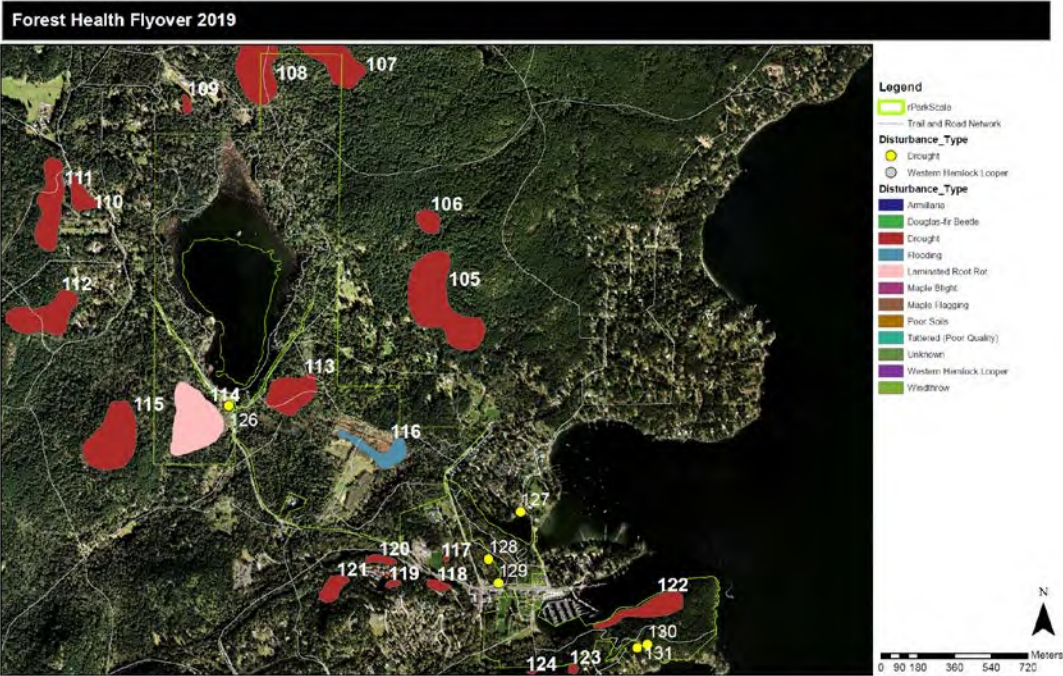 Forest Health Flyover 2019
107
108
109
106
111
110
105
112
113
114
115
126
116
127
128
120
117
129
121
119
118
122
130
131
124
123
Legend
rParkScale
Trail and Road Network
Disturbance_Type
Drought
Western Hemlock Looper
Disturbance_Type
Armillaria
Douglas-fir Beetle
Drought
Flooding
Laminated Root Rot
Maple Blight
Maple Flagging
Poor Soils
Tattered (Poor Quality)
Unknown
Western Hemlock Looper
Windthrow
N
Meters
0 90 180 360 540 720